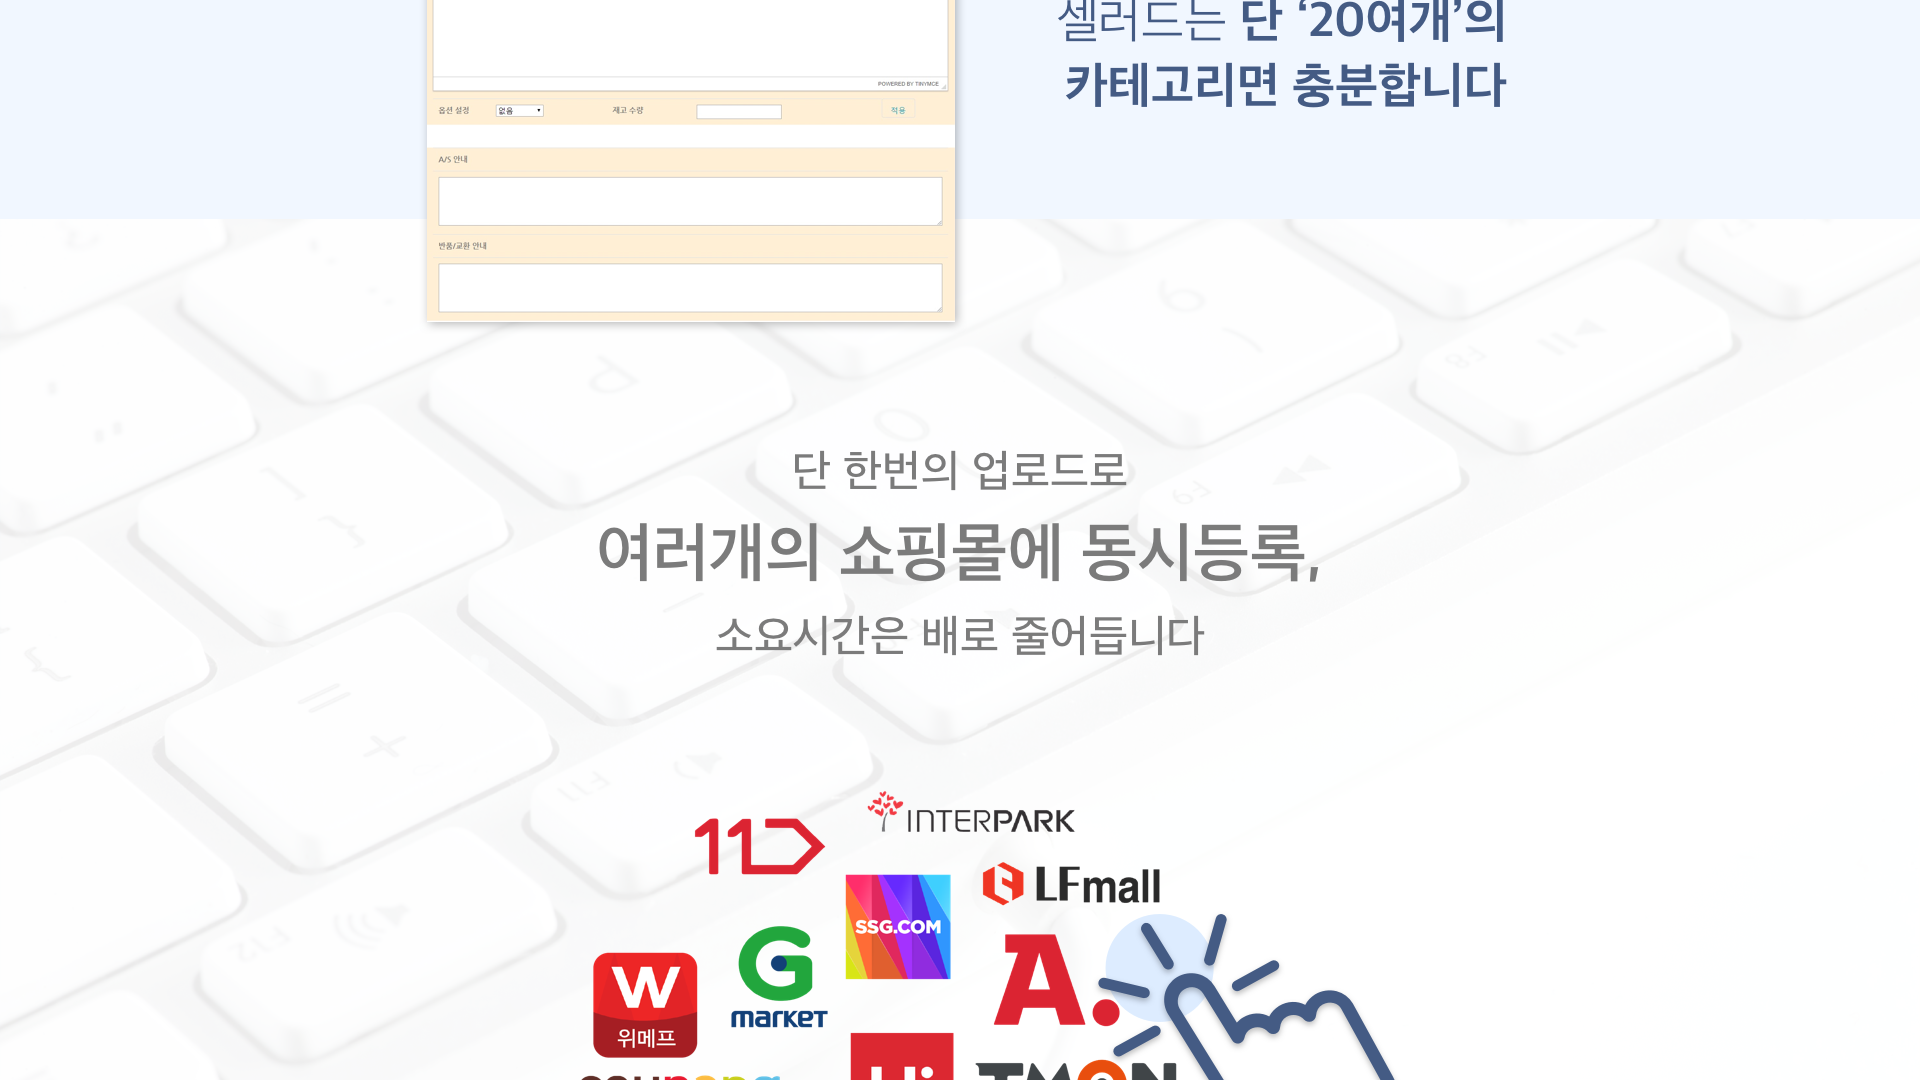 셀러드는 단 ‘20여개’의
카테고리면 충분합니다
POWERED BY TINYMCE
옵션 설정 없음 재고 수량 적용
A/S 안내
반품/교환 안내
단 한번의 업로드로
여러개의 쇼핑몰에 동시등록,
소요시간은 배로 줄어듭니다
INTERPARK
11
LFmall
SSG.COM
G
market
A.
W
위메프
Hi
TMON
coupang